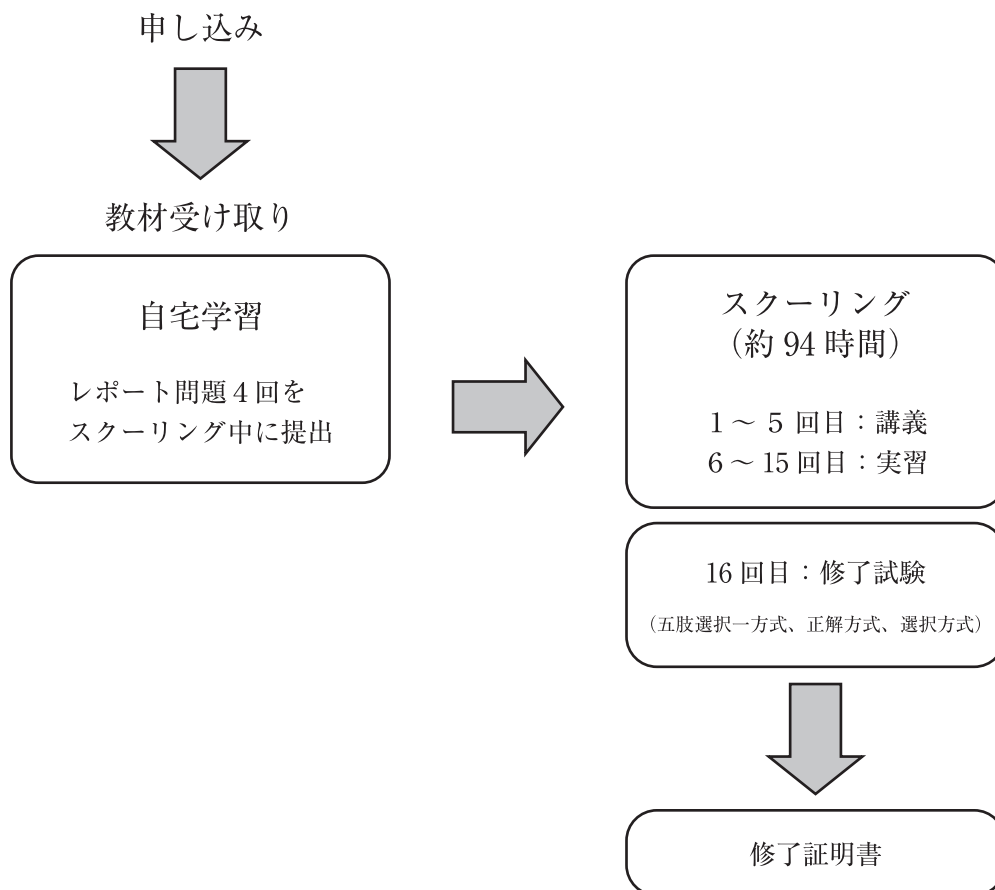 申し込み
教材受け取り
自宅学習
レポート問題4回を
スクーリング中に提出
スクーリング
（約 94 時間）
1～5 回目：講義
6～15回目：実習
16回目：修了試験
（五肢選択一方式、正解方式、選択方式）
修了証明書